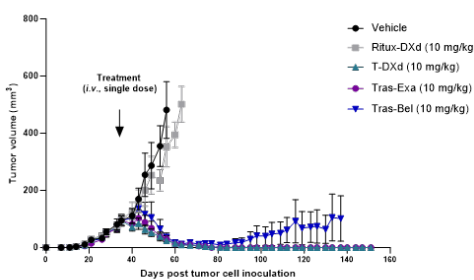 800
600
400
200
0
Tumor volume (mm³)
Treatment
(i.v., single dose)
Vehicle
Ritux-DXd (10 mg/kg)
T-DXd (10 mg/kg)
Tras-Exa (10 mg/kg)
Tras-Bel (10 mg/kg)
0 20 40 60 80 100 120 140 160
Days post tumor cell inoculation